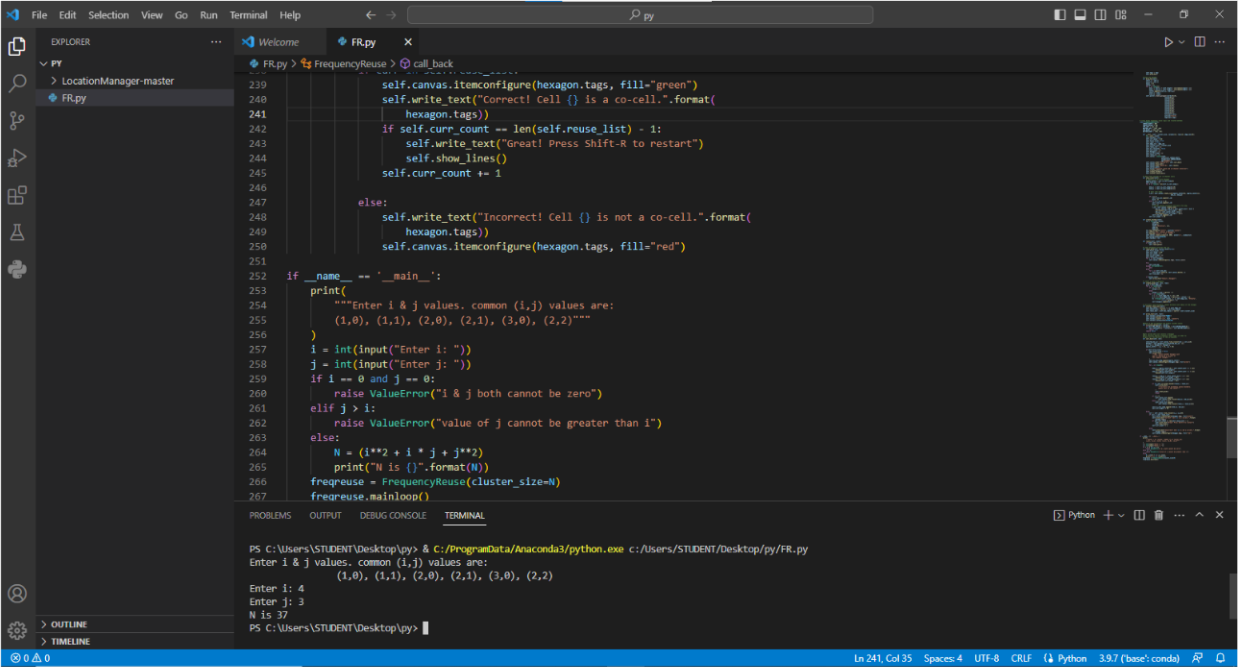 File Edit Selection View Go Run Terminal Help
py
EXPLORER
PY
LocationManager-master
FR.py
OUTLINE
TIMELINE
Welcome
FR.py
FR.py > FrequencyReuse > call_back
239 self.canvas.itemconfigure(hexagon.tags, fill="green")
240 self.write_text("Correct! Cell {} is a co-cell.".format(
241 hexagon.tags))
242 if self.curr_count == len(self.reuse_list) - 1:
243 self.write_text("Great! Press Shift-R to restart")
244 self.show_lines()
245 self.curr_count += 1
246
247 else:
248 self.write_text("Incorrect! Cell {} is not a co-cell.".format(
249 hexagon.tags))
250 self.canvas.itemconfigure(hexagon.tags, fill="red")
251
252 if __name__ == '__main__':
253 print(
254 """Enter i & j values. common (i,j) values are:
255 (1,0), (1,1), (2,0), (2,1), (3,0), (2,2)"""
256 )
257 i = int(input("Enter i: "))
258 j = int(input("Enter j: "))
259 if i == 0 and j == 0:
260 raise ValueError("i & j both cannot be zero")
261 elif j > i:
262 raise ValueError("value of j cannot be greater than i")
263 else:
264 N = (i**2 + i * j + j**2)
265 print("N is {}".format(N))
266 freqreuse = FrequencyReuse(cluster_size=N)
267 freqreuse.mainloop()
PROBLEMS OUTPUT DEBUG CONSOLE TERMINAL
Python
PS C:\Users\STUDENT\Desktop\py> & C:/ProgramData/Anaconda3/python.exe c:/Users/STUDENT/Desktop/py/FR.py
Enter i & j values. common (i,j) values are:
(1,0), (1,1), (2,0), (2,1), (3,0), (2,2)
Enter i: 4
Enter j: 3
N is 37
PS C:\Users\STUDENT\Desktop\py>
0 0
Ln 241, Col 35 Spaces: 4 UTF-8 CRLF Python 3.9.7 ('base': conda)